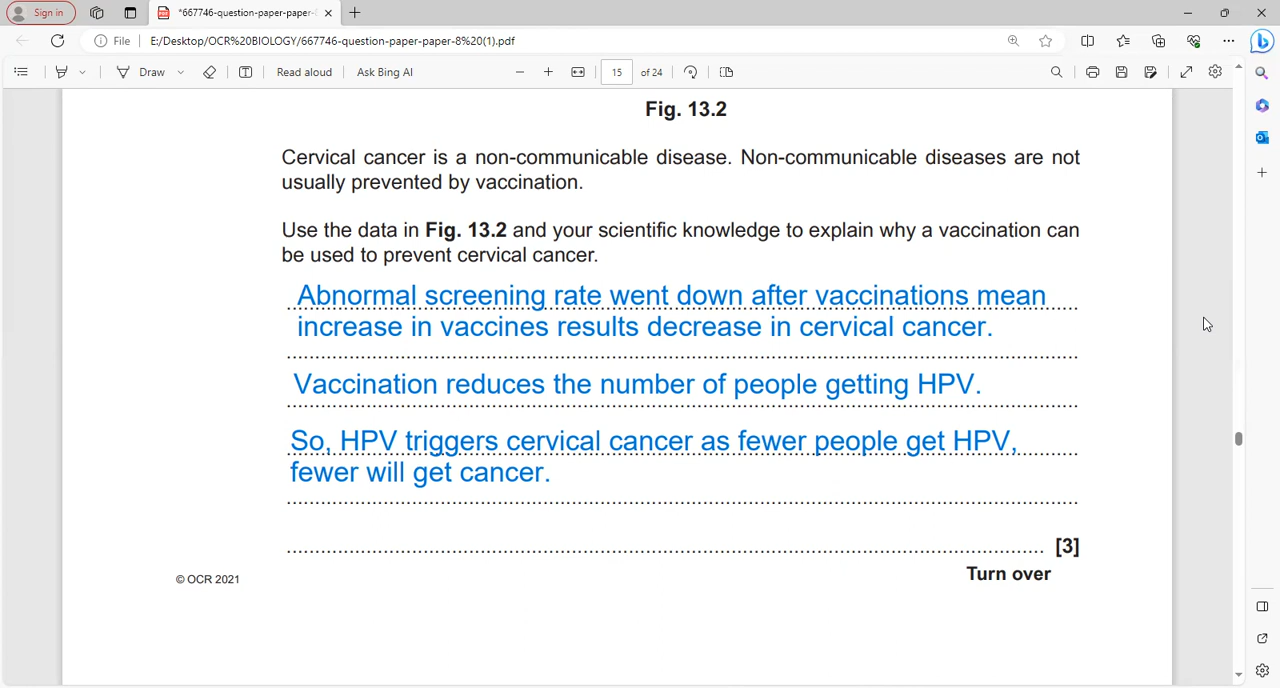 Sign in
*667746-question-paper-paper-8
File
E:/Desktop/OCR%20BIOLOGY/667746-question-paper-paper-8%20(1).pdf
Draw
Read aloud
Ask Bing AI
15 of 24
Fig. 13.2
Cervical cancer is a non-communicable disease. Non-communicable diseases are not
usually prevented by vaccination.
Use the data in Fig. 13.2 and your scientific knowledge to explain why a vaccination can
be used to prevent cervical cancer.
Abnormal screening rate went down after vaccinations mean
increase in vaccines results decrease in cervical cancer.
Vaccination reduces the number of people getting HPV.
So, HPV triggers cervical cancer as fewer people get HPV,
fewer will get cancer.
[3]
© OCR 2021
Turn over